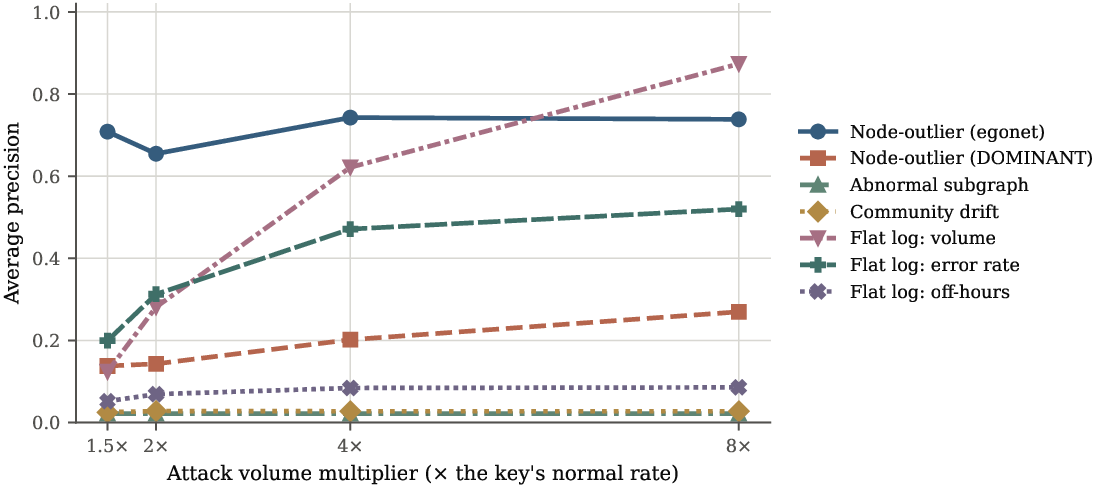 1.0
0.8
0.6
0.4
0.2
0.0
Average precision
1.5× 2× 4× 8×
Attack volume multiplier (× the key's normal rate)
Node-outlier (egonet)
Node-outlier (DOMINANT)
Abnormal subgraph
Community drift
Flat log: volume
Flat log: error rate
Flat log: off-hours